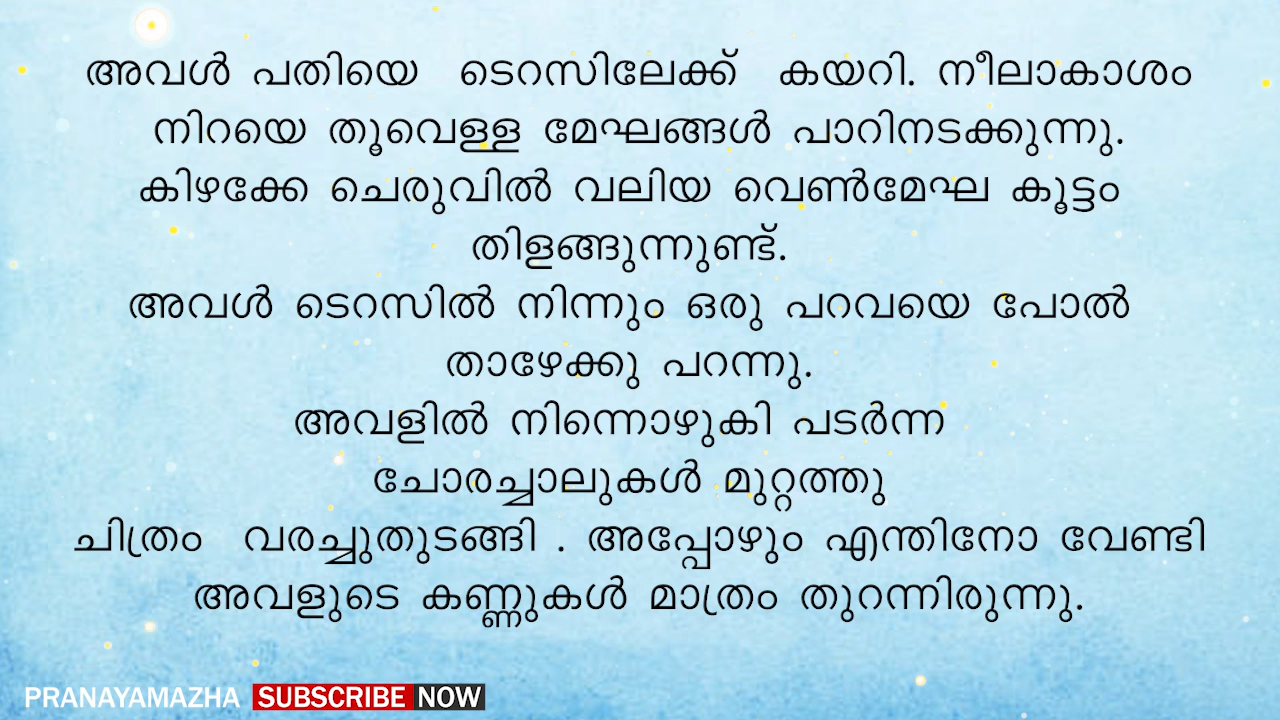 അവൾ പതിയെ ടെറസിലേക്ക് കയറി. നീലാകാശം
നിറയെ തൂവെള്ള മേഘങ്ങൾ പാറിനടക്കുന്നു.
കിഴക്കേ ചെരുവിൽ വലിയ വെൺമേഘ കൂട്ടം
തിളങ്ങുന്നുണ്ട്.
അവൾ ടെറസിൽ നിന്നും ഒരു പറവയെ പോൽ
താഴേക്കു പറന്നു.
അവളിൽ നിന്നൊഴുകി പടർന്ന
ചോരച്ചാലുകൾ മുറ്റത്തു
ചിത്രം വരച്ചുതുടങ്ങി . അപ്പോഴും എന്തിനോ വേണ്ടി
അവളുടെ കണ്ണുകൾ മാത്രം തുറന്നിരുന്നു.
PRANAYAMAZHA SUBSCRIBE NOW